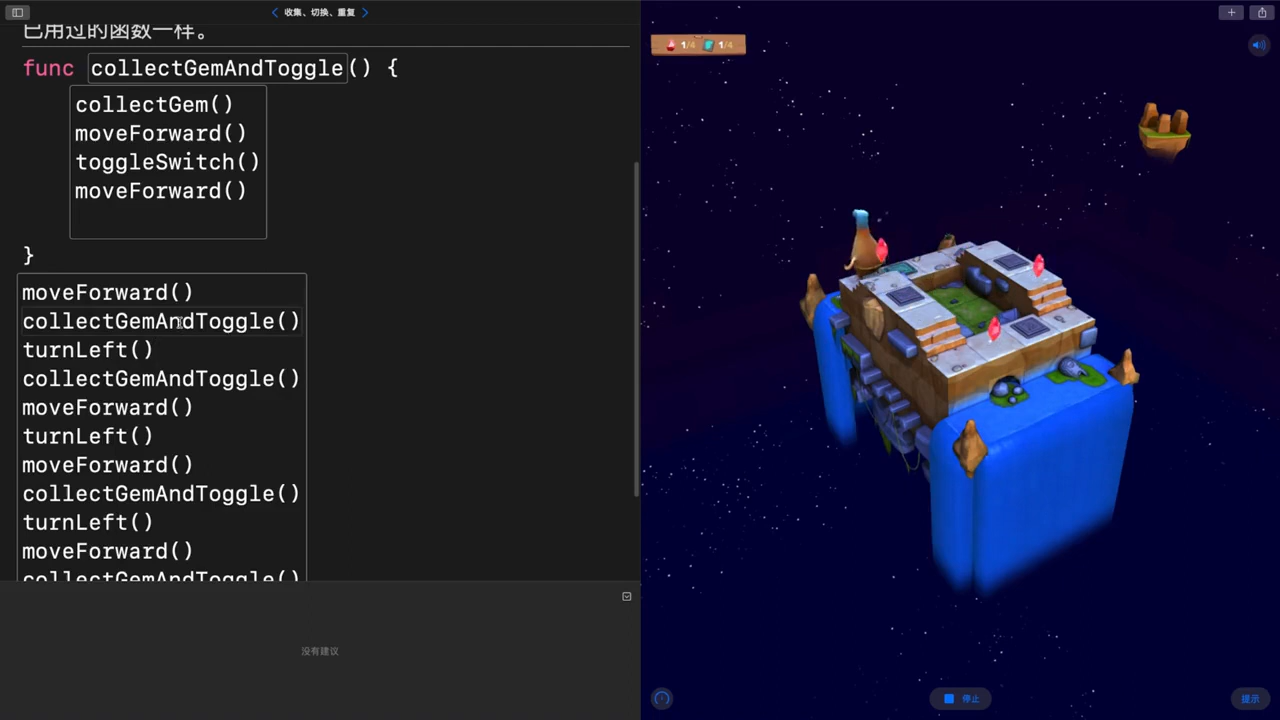 收集、切换、重复
已用过的函数一样。
func collectGemAndToggle() {
collectGem()
moveForward()
toggleSwitch()
moveForward()
}
moveForward()
collectGemAndToggle()
turnLeft()
collectGemAndToggle()
moveForward()
turnLeft()
moveForward()
collectGemAndToggle()
turnLeft()
moveForward()
collectGemAndToggle()
没有建议
1/4 1/4
停止
提示